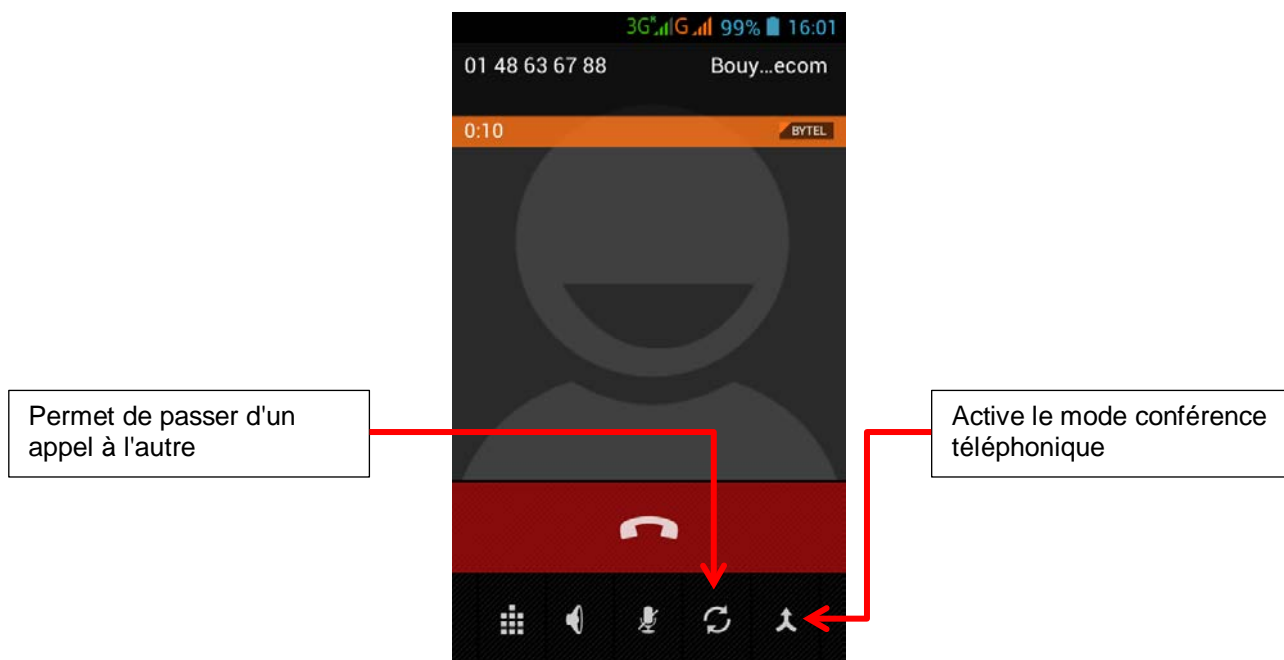 3G G 99% 16:01
01 48 63 67 88 Bouy...ecom
0:10 BYTEL
Permet de passer d'un
appel à l'autre
Active le mode conférence
téléphonique